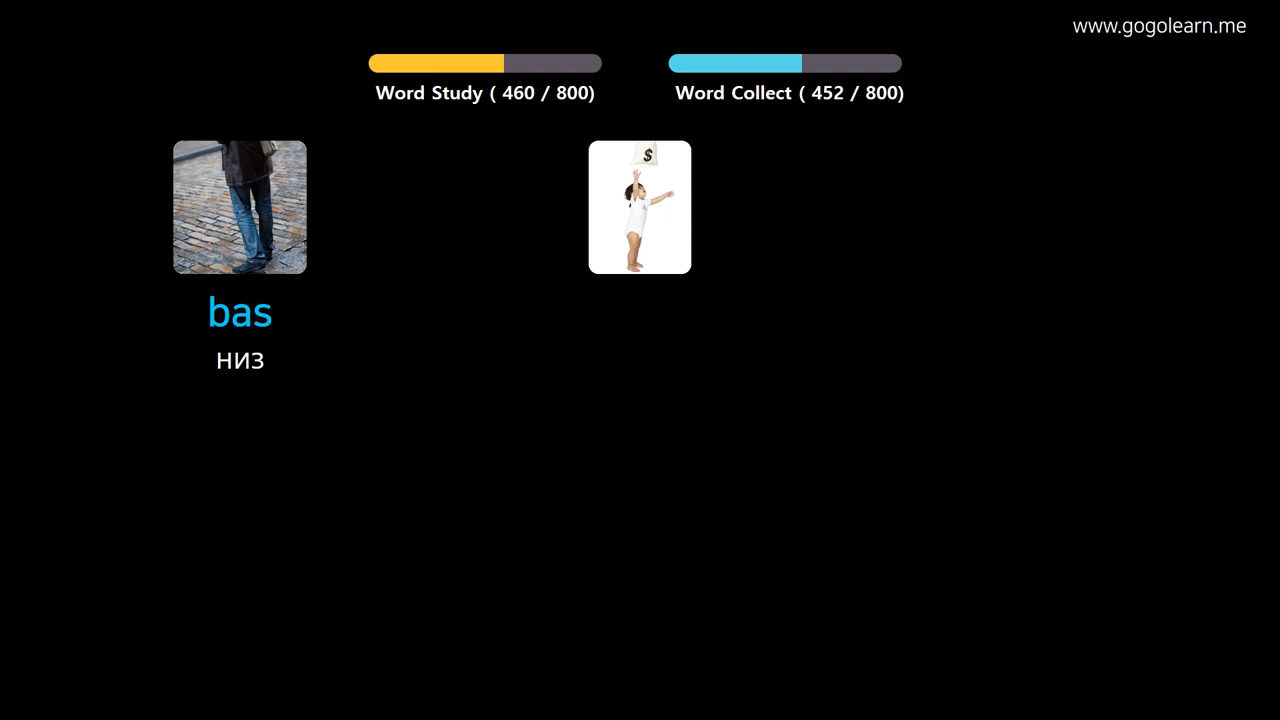 www.gogolearn.me
Word Study ( 460 / 800)
Word Collect ( 452 / 800)
$
bas
низ